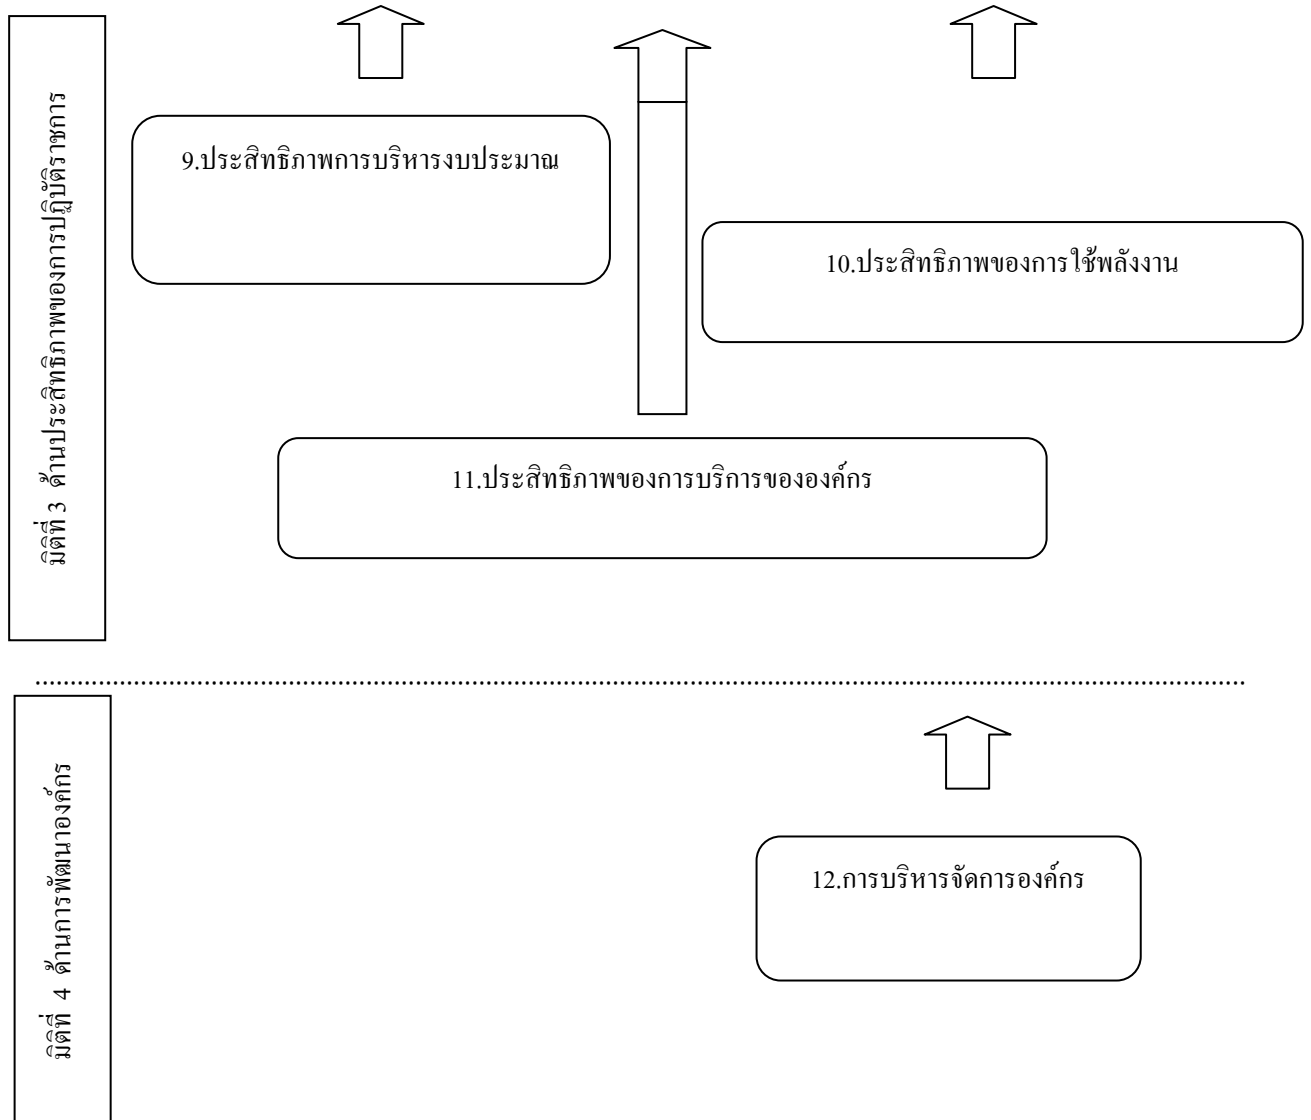 มิติที่ 3 ด้านประสิทธิภาพของการปฏิบัติราชการ
9.ประสิทธิภาพการบริหารงบประมาณ
10.ประสิทธิภาพของการใช้พลังงาน
11.ประสิทธิภาพของการบริการขององค์กร
มิติที่ 4 ด้านการพัฒนาองค์กร
12.การบริหารจัดการองค์กร